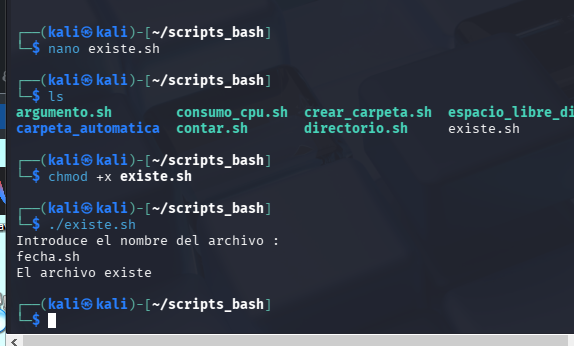 ┌──(kali㉿kali)-[~/scripts_bash]
└─$ nano existe.sh
┌──(kali㉿kali)-[~/scripts_bash]
└─$ ls
argumento.sh consumo_cpu.sh crear_carpeta.sh espacio_libre_di
carpeta_automatica contar.sh directorio.sh existe.sh
┌──(kali㉿kali)-[~/scripts_bash]
└─$ chmod +x existe.sh
┌──(kali㉿kali)-[~/scripts_bash]
└─$ ./existe.sh
Introduce el nombre del archivo :
fecha.sh
El archivo existe
┌──(kali㉿kali)-[~/scripts_bash]
└─$